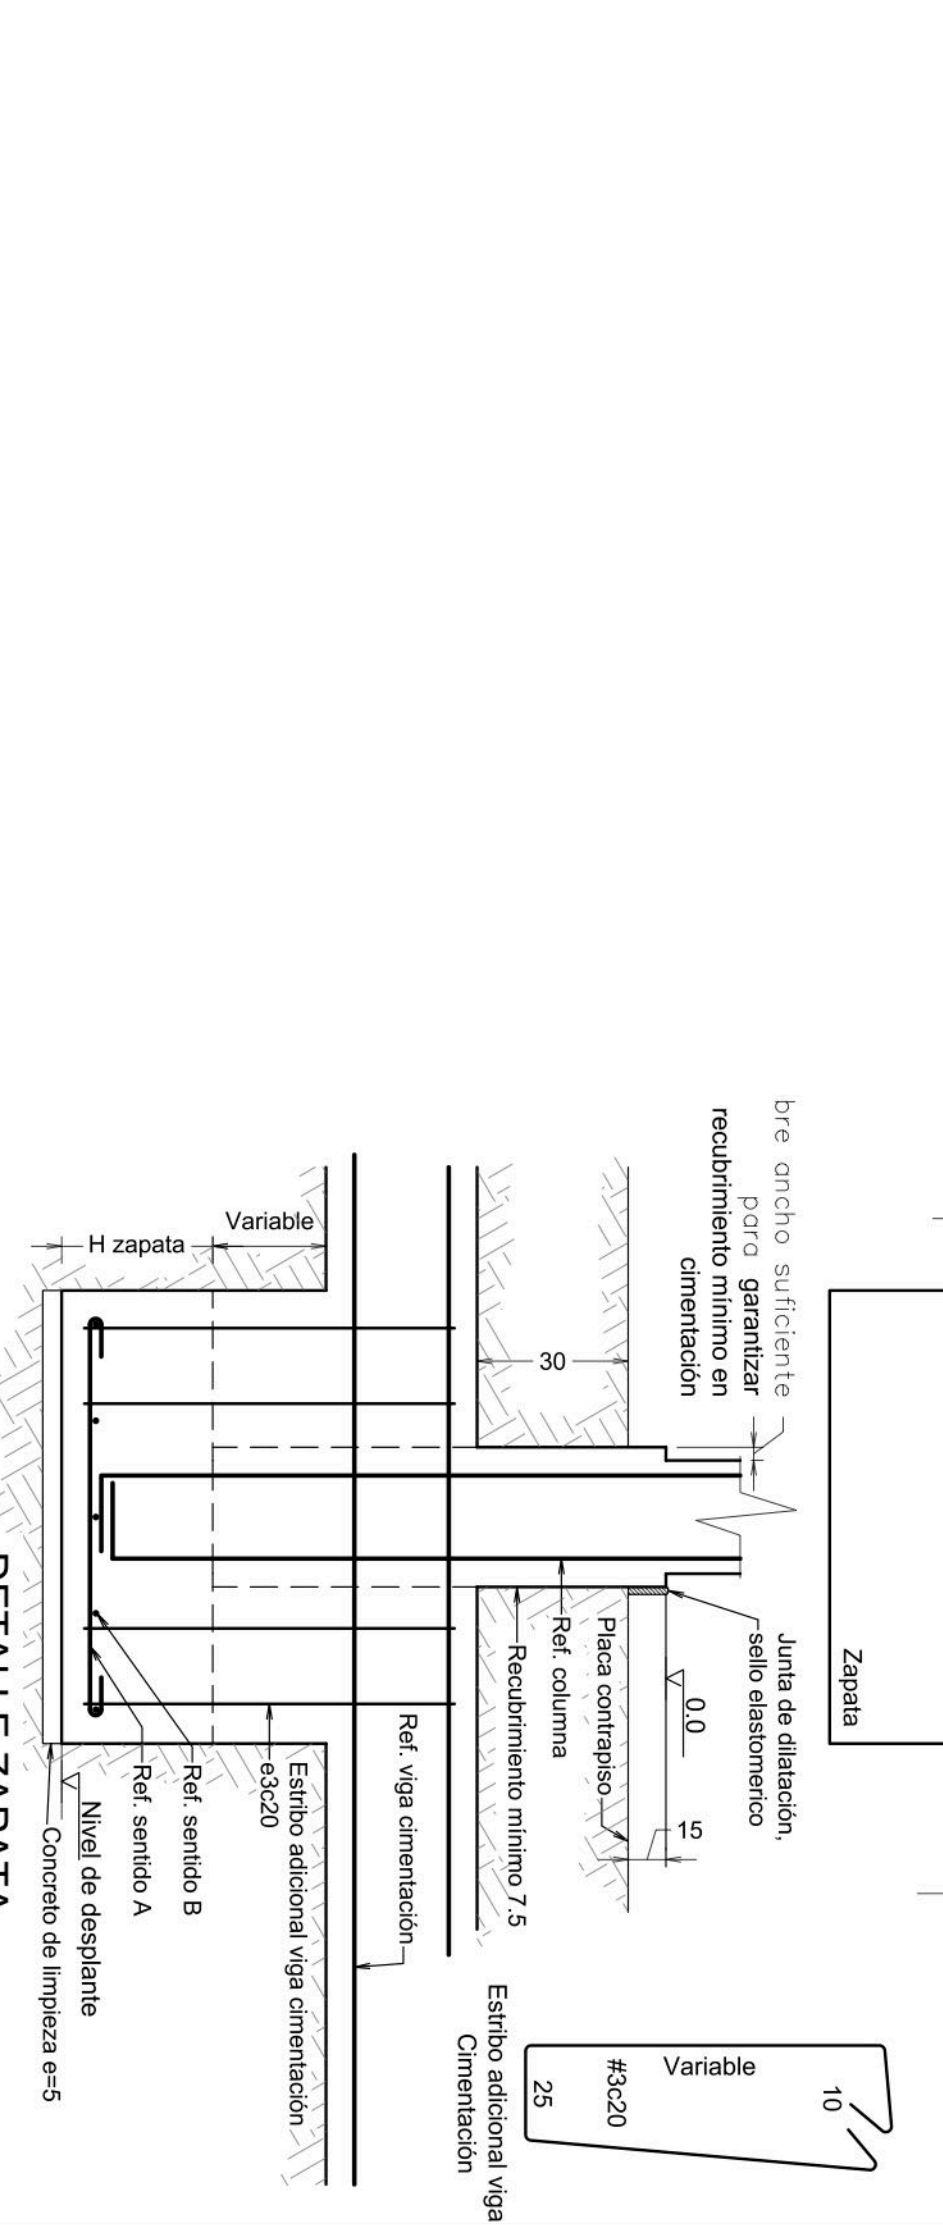 Zapata
bre ancho suficiente
para garantizar
recubrimiento mínimo en
cimentación
Junta de dilatación,
sello elastomerico
0.0
15
Placa contrapiso
30
Ref. columna
Recubrimiento mínimo 7.5
Ref. viga cimentación
Variable
H zapata
Estribo adicional viga cimentación
e3c20
Ref. sentido B
Ref. sentido A
Nivel de desplante
Concreto de limpieza e=5
10
Variable
#3c20
25
Estribo adicional viga
Cimentación
DETALLE ZAPATA